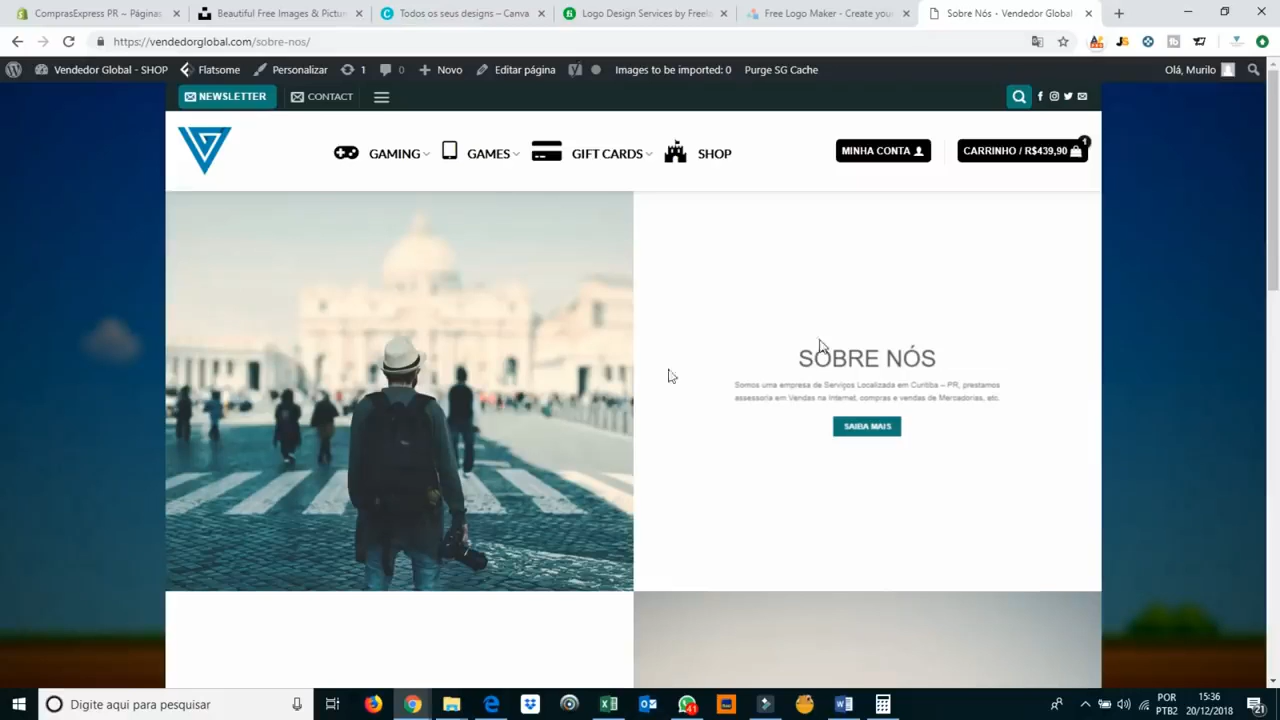 ComprasExpress PR - Páginas
Beautiful Free Images & Pictur
Todos os seus designs – Canva
Logo Design Services by Freela
Free Logo Maker - Create your
Sobre Nós - Vendedor Global
https://vendedorglobal.com/sobre-nos/
Vendedor Global - SHOP
Flatsome
Personalizar
1
0
Novo
Editar página
Images to be imported: 0
Purge SG Cache
Olá, Murilo
NEWSLETTER
CONTACT
GAMING
GAMES
GIFT CARDS
SHOP
MINHA CONTA
CARRINHO / R$439,90
1
SOBRE NÓS
Somos uma empresa de Serviços Localizada em Curitiba – PR, prestamos
assessoria em Vendas na Internet, compras e vendas de Mercadorias, etc.
SAIBA MAIS
Digite aqui para pesquisar
41
POR
PTB2
15:36
20/12/2018
21